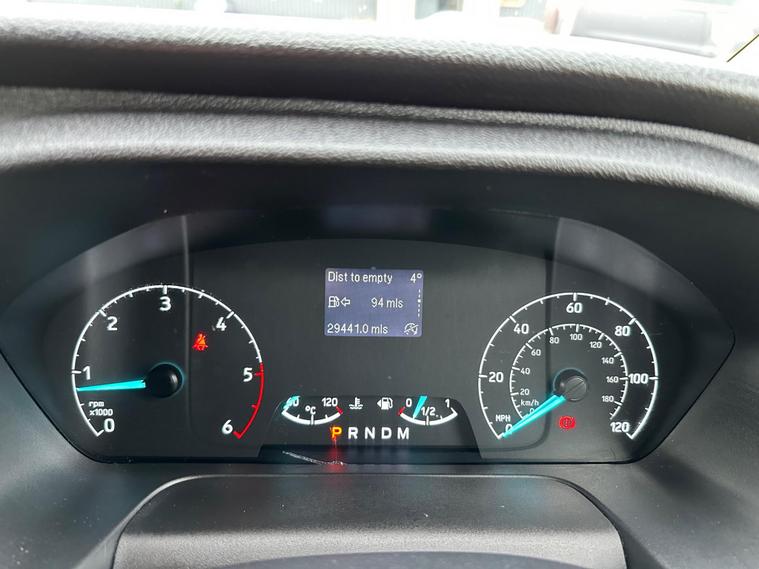 Dist to empty 4°
94 mls
29441.0 mls
0 1 2 3 4 5 6
rpm
x1000
60 120
°C
0 1/2 1
P R N D M
0 20 40 60 80 100 120
MPH
0 20 40 60 80 100 120 140 160 180
km/h